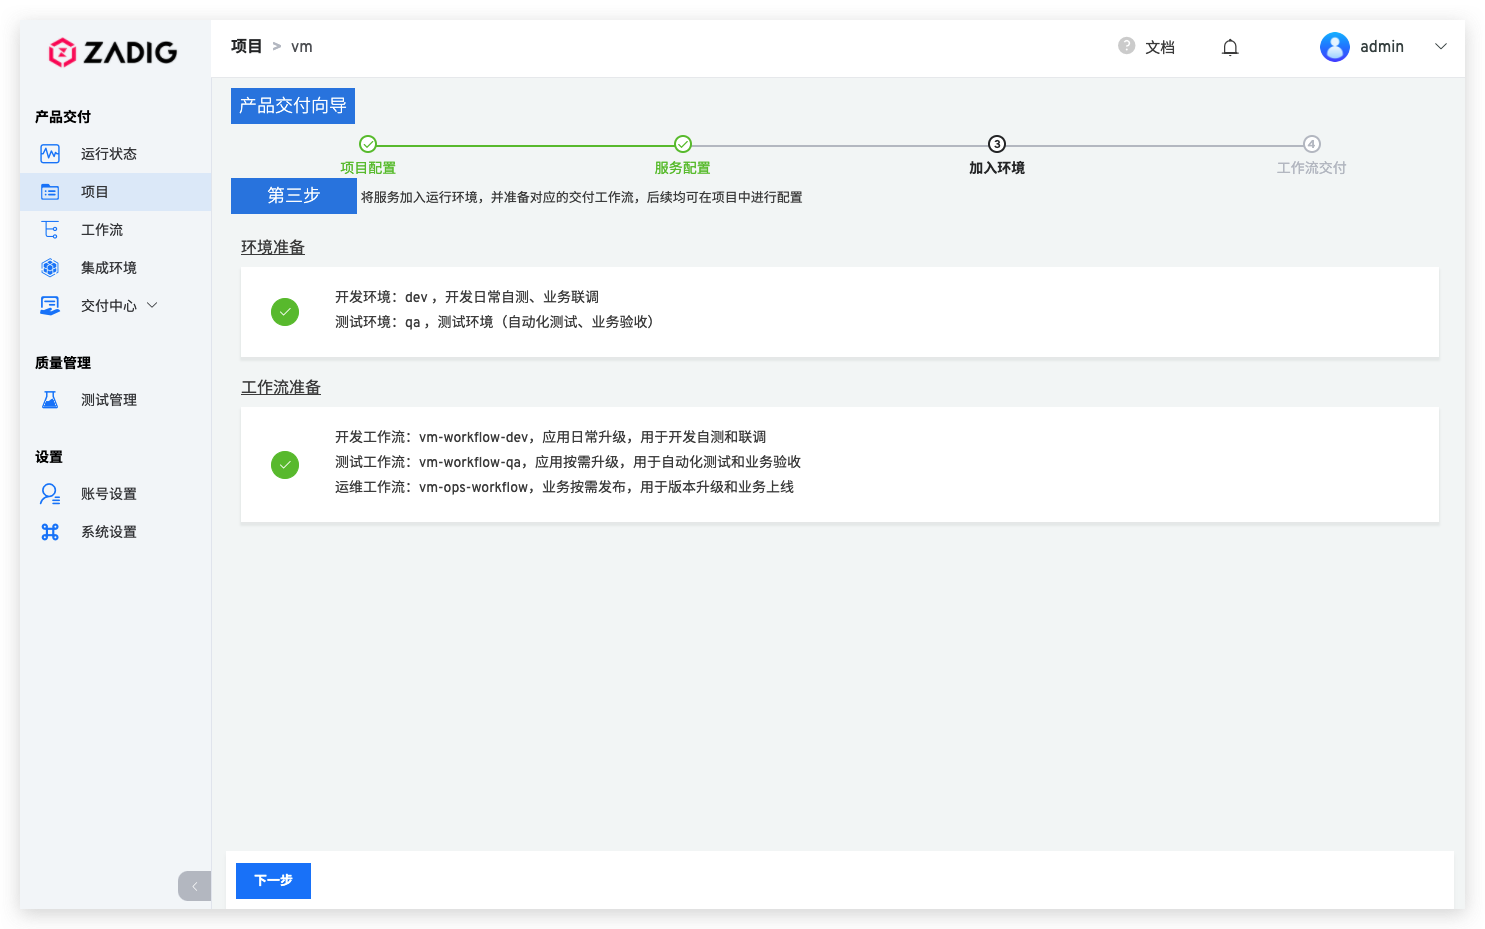 ZADIG
项目 > vm
? 文档
admin
产品交付
运行状态
项目
工作流
集成环境
交付中心
质量管理
测试管理
设置
账号设置
系统设置
产品交付向导
3
4
项目配置
服务配置
加入环境
工作流交付
第三步 将服务加入运行环境，并准备对应的交付工作流，后续均可在项目中进行配置
环境准备
开发环境：dev ，开发日常自测、业务联调
测试环境：qa ，测试环境（自动化测试、业务验收）
工作流准备
开发工作流：vm-workflow-dev，应用日常升级，用于开发自测和联调
测试工作流：vm-workflow-qa，应用按需升级，用于自动化测试和业务验收
运维工作流：vm-ops-workflow，业务按需发布，用于版本升级和业务上线
下一步